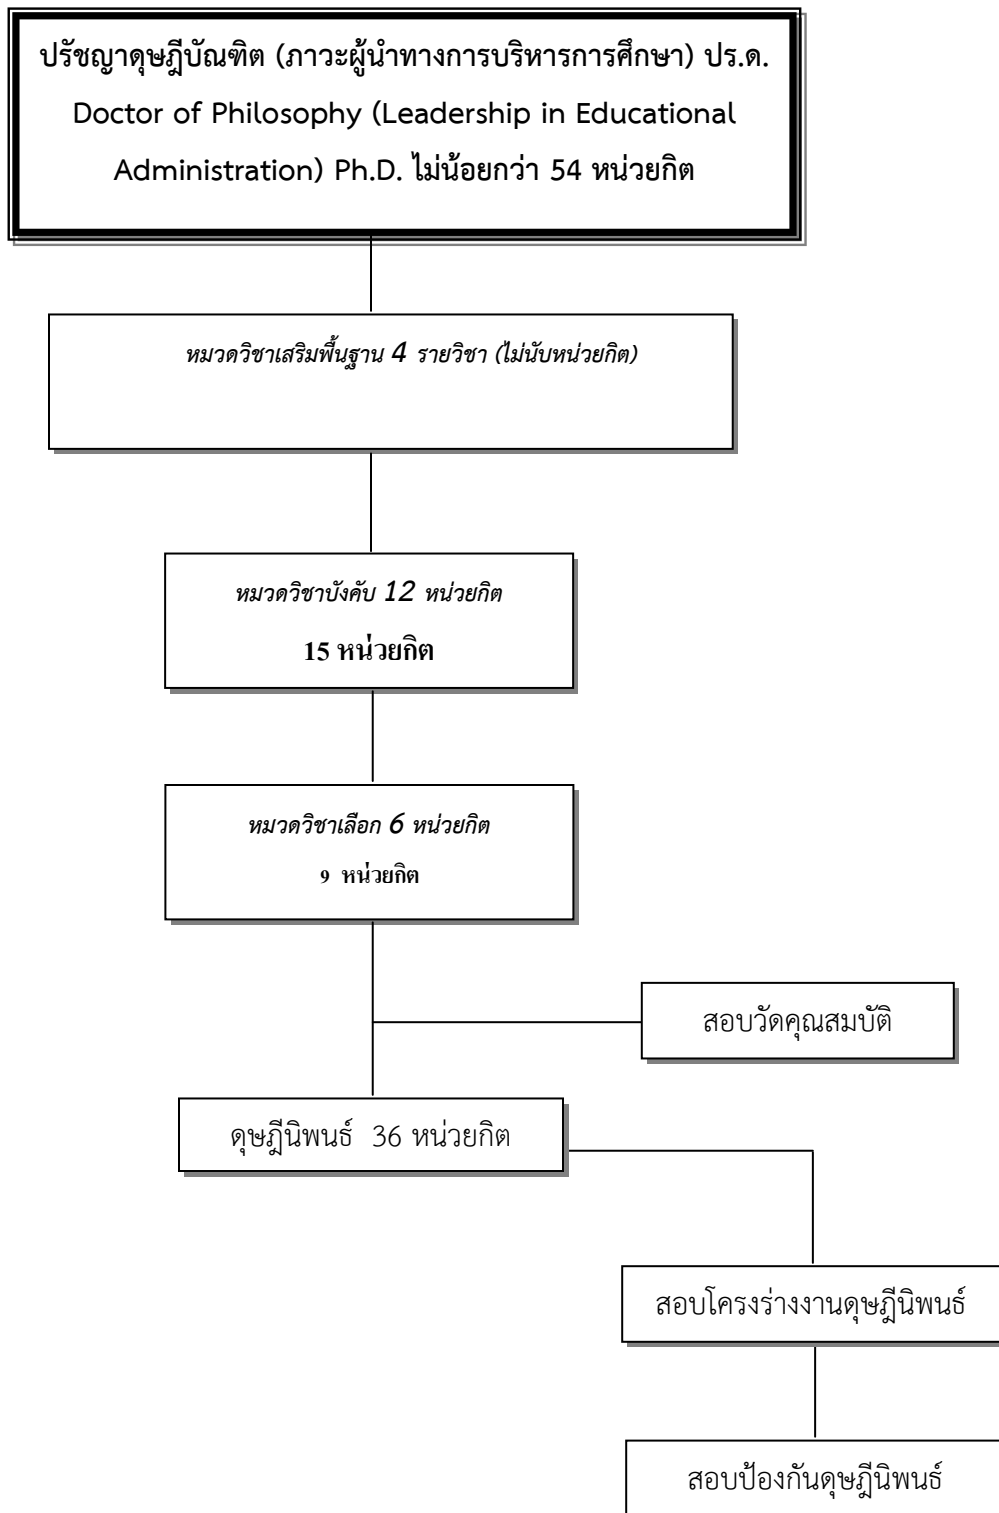 ปรัชญาดุษฎีบัณฑิต (ภาวะผู้นำทางการบริหารการศึกษา) ปร.ด.
Doctor of Philosophy (Leadership in Educational
Administration) Ph.D. ไม่น้อยกว่า 54 หน่วยกิต
หมวดวิชาเสริมพื้นฐาน 4 รายวิชา (ไม่นับหน่วยกิต)
หมวดวิชาบังคับ 12 หน่วยกิต
15 หน่วยกิต
หมวดวิชาเลือก 6 หน่วยกิต
9 หน่วยกิต
สอบวัดคุณสมบัติ
ดุษฎีนิพนธ์ 36 หน่วยกิต
สอบโครงร่างงานดุษฎีนิพนธ์
สอบป้องกันดุษฎีนิพนธ์